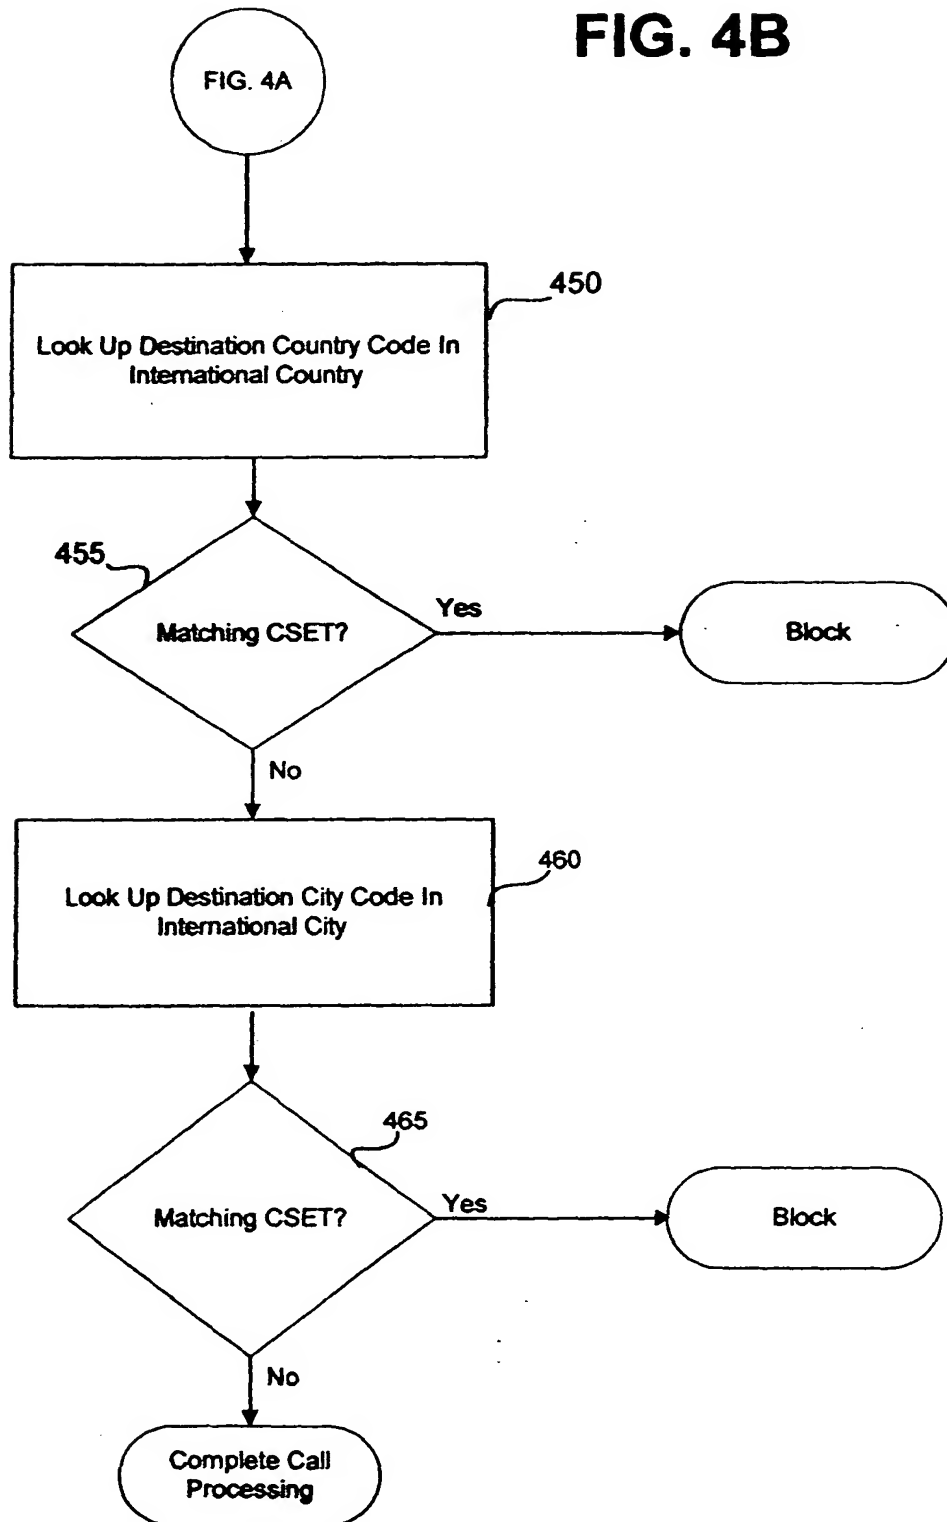 FIG. 4B
FIG. 4A
450
Look Up Destination Country Code In
International Country
455
Matching CSET?
Yes
Block
No
460
Look Up Destination City Code In
International City
465
Matching CSET?
Yes
Block
No
Complete Call
Processing